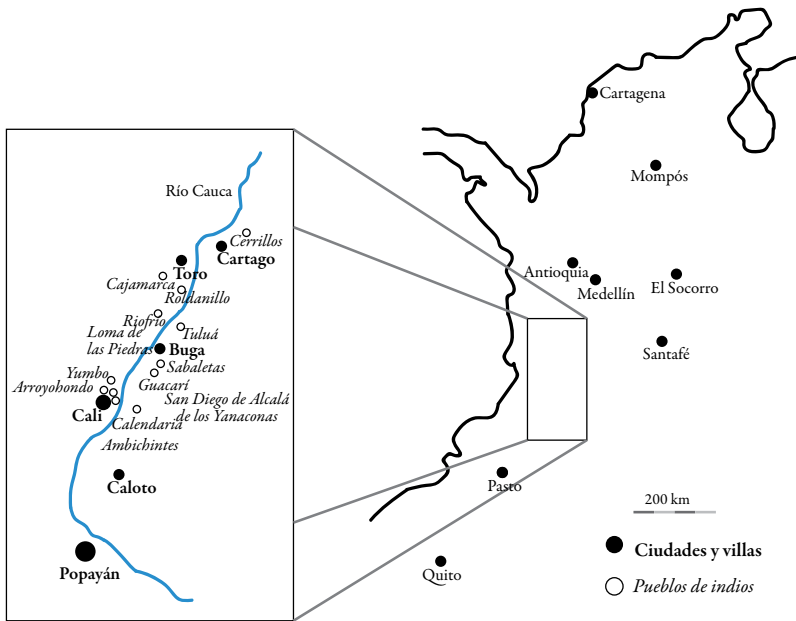 Cartagena
Mompós
Antioquia
Medellín
El Socorro
Santafé
Pasto
Quito
200 km
Ciudades y villas
Pueblos de indios
Río Cauca
Cerrillos
Cartago
Toro
Cajamarca
Roldanillo
Riofrío
Tuluá
Loma de
las Piedras
Buga
Sabaletas
Yumbo
Guacarí
Arroyohondo
San Diego de Alcalá
de los Yanaconas
Cali
Calendaria
Ambichintes
Caloto
Popayán